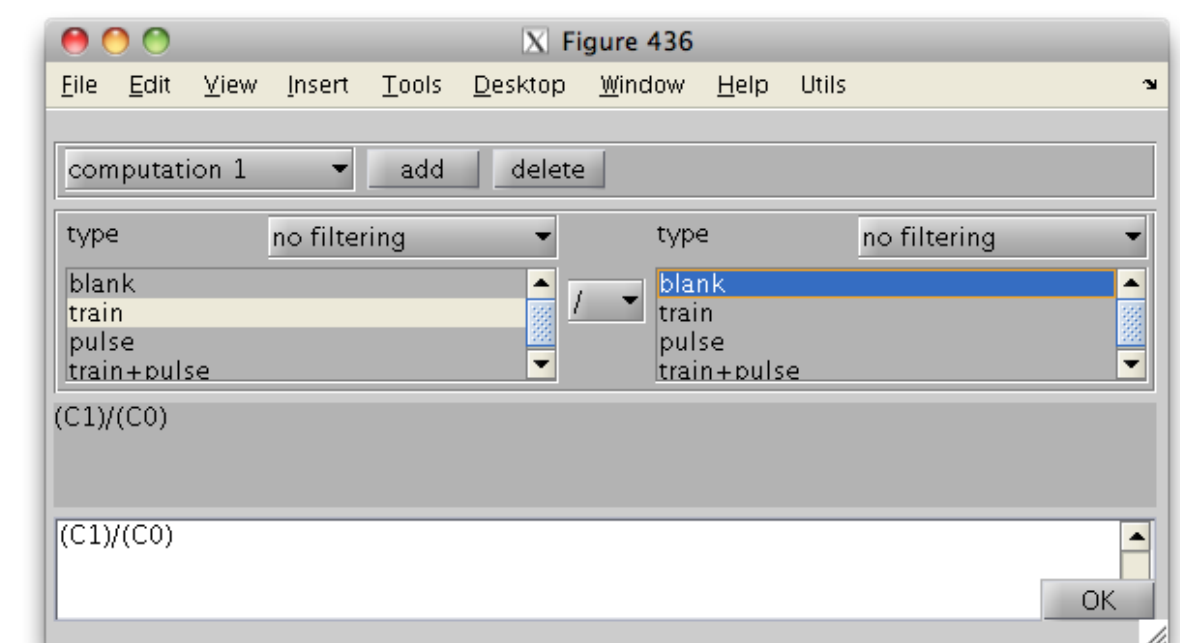 X Figure 436
File Edit View Insert Tools Desktop Window Help Utils
computation 1 add delete
type no filtering type no filtering
blank / blank
train train
pulse pulse
train+pulse train+pulse
(C1)/(C0)
(C1)/(C0)
OK